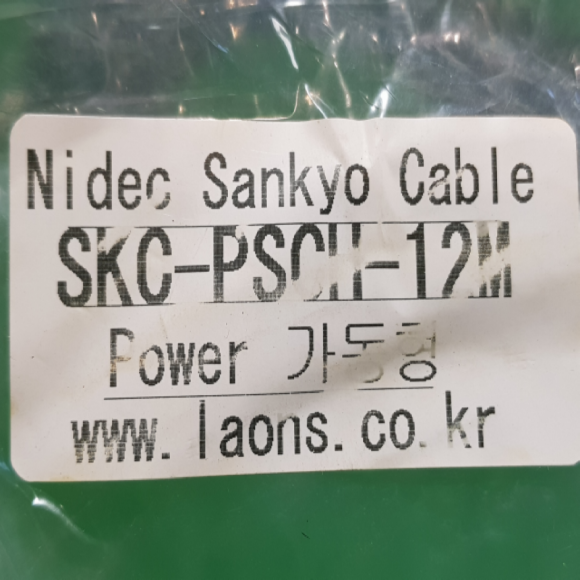 Nidec Sankyo Cable
SKC-PSCH-12M
Power 가동형
www.laons.co.kr